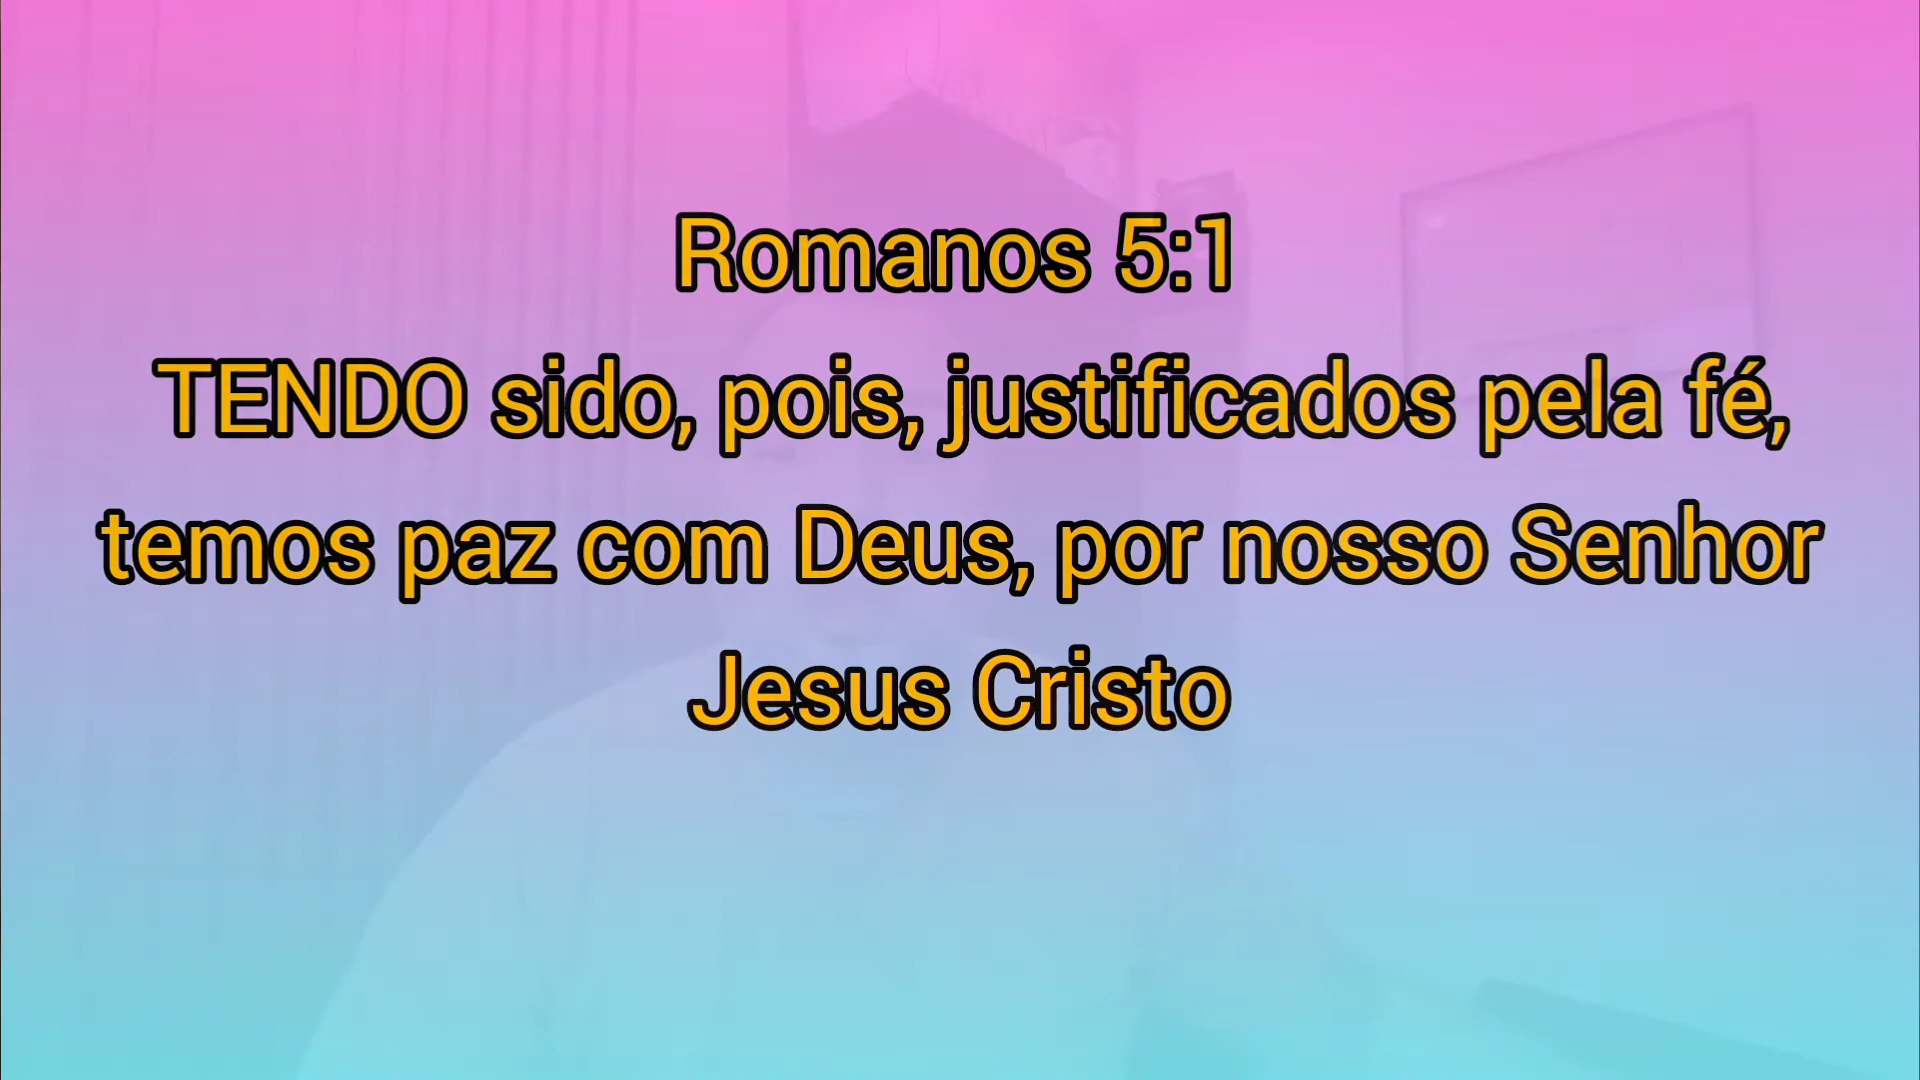 Romanos 5:1
TENDO sido, pois, justificados pela fé,
temos paz com Deus, por nosso Senhor
Jesus Cristo